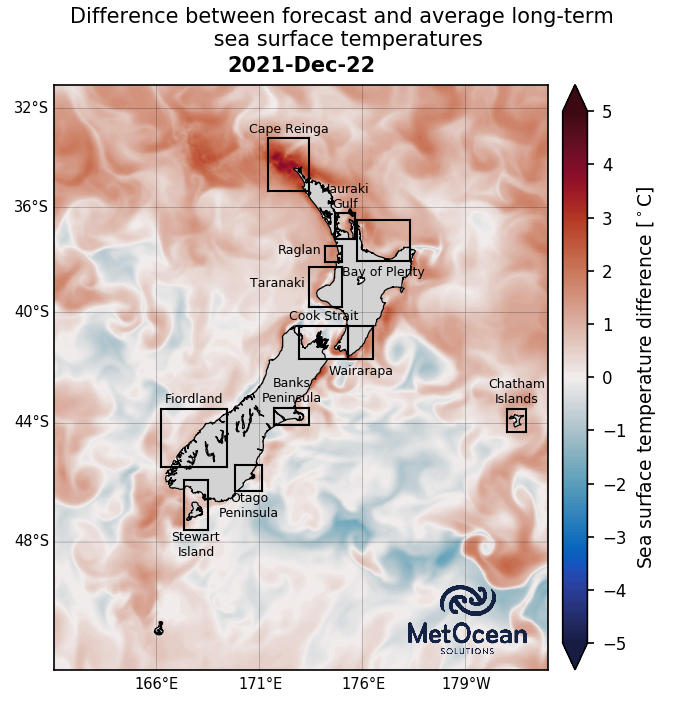 Difference between forecast and average long-term
sea surface temperatures
2021-Dec-22
32°S
36°S
40°S
44°S
48°S
Cape Reinga
Hauraki
Gulf
Raglan
Bay of Plenty
Taranaki
Cook Strait
Wairarapa
Banks
Peninsula
Fiordland
Chatham
Islands
Otago
Peninsula
Stewart
Island
MetOcean
SOLUTIONS
166°E
171°E
176°E
179°W
5
4
3
2
1
0
−1
−2
−3
−4
−5
Sea surface temperature difference [°C]